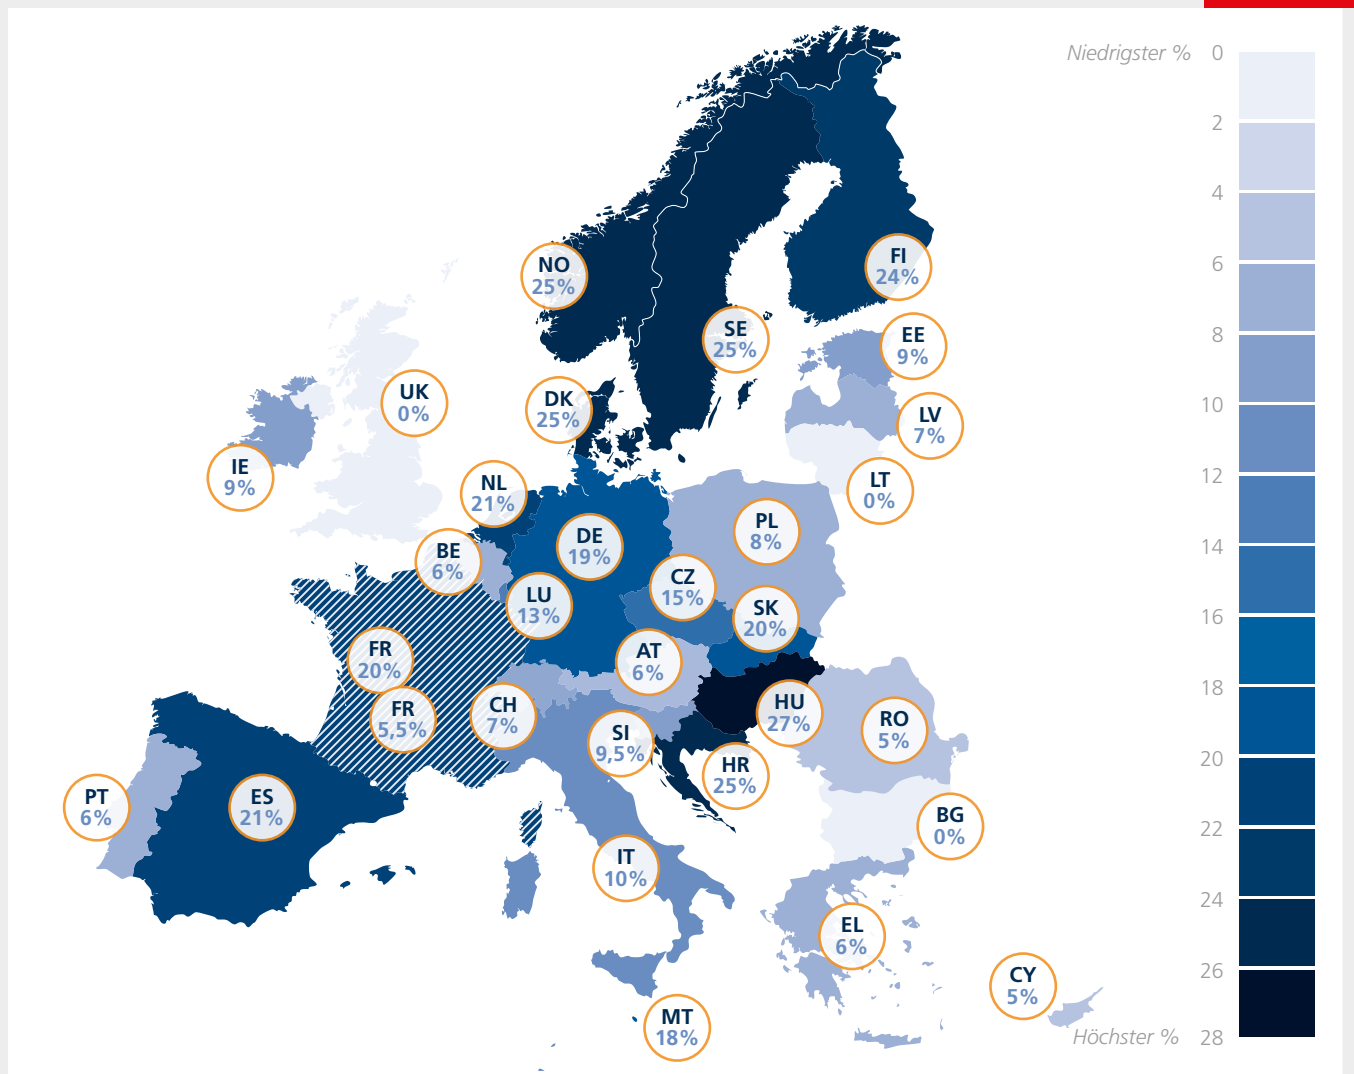 Niedrigster % 0
2
4
6
8
10
12
14
16
18
20
22
24
26
Höchster % 28
NO
25%
FI
24%
SE
25%
EE
9%
UK
0%
DK
25%
LV
7%
IE
9%
NL
21%
LT
0%
PL
8%
DE
19%
BE
6%
CZ
15%
LU
13%
SK
20%
FR
20%
AT
6%
FR
5,5%
CH
7%
HU
27%
RO
5%
SI
9,5%
HR
25%
PT
6%
ES
21%
BG
0%
IT
10%
EL
6%
CY
5%
MT
18%